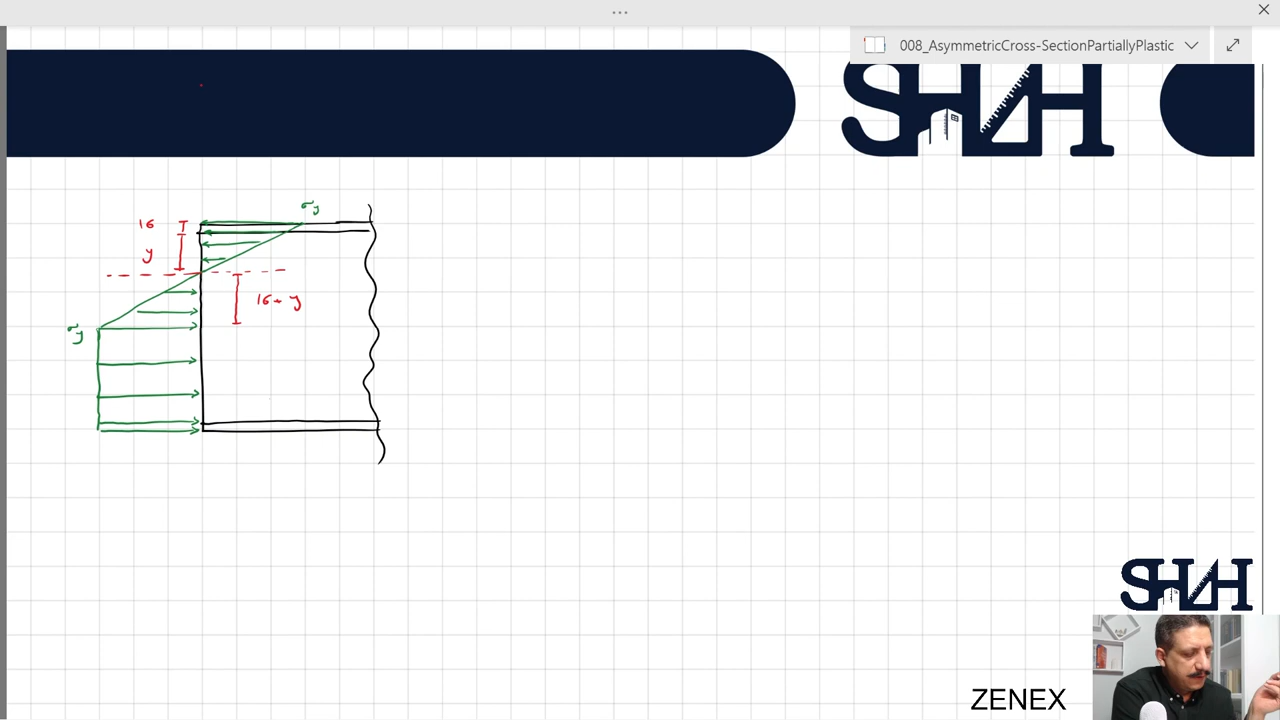 008_AsymmetricCross-SectionPartiallyPlastic
SHZH
σy
16
y
16+ y
σy
SHZH
ZENEX